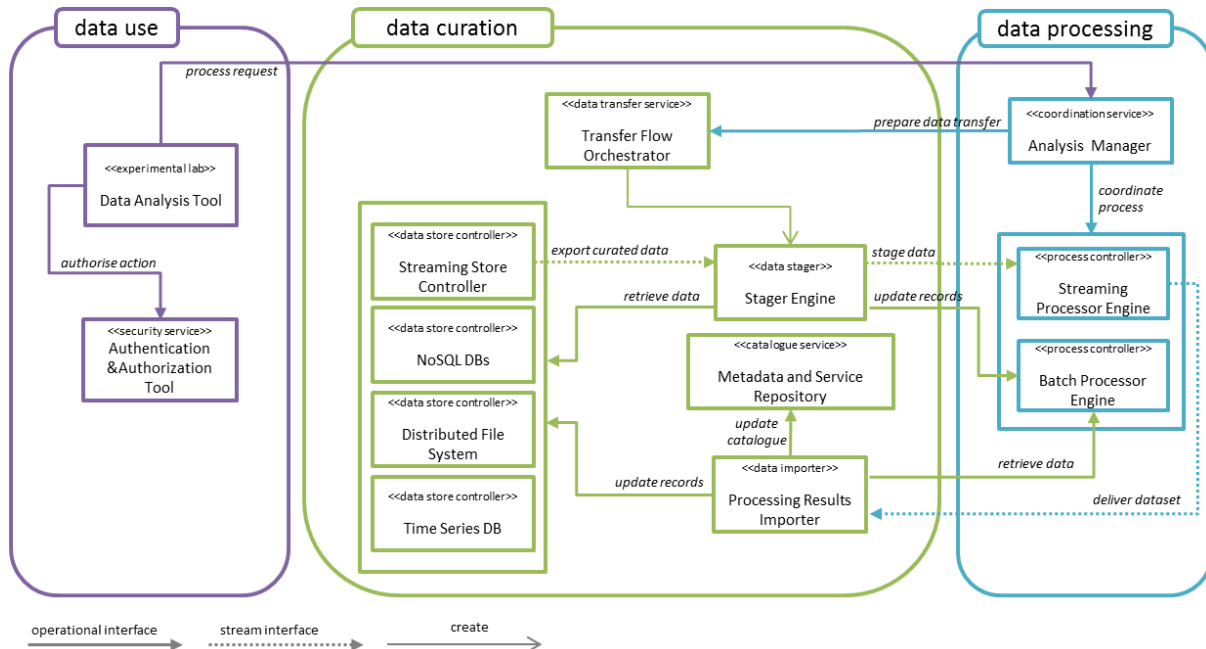 data use
data curation
data processing
process request
<<data transfer service>>
Transfer Flow
Orchestrator
prepare data transfer
<<coordination service>>
Analysis Manager
<<experimental lab>>
Data Analysis Tool
coordinate
process
authorise action
<<data store controller>>
Streaming Store
Controller
export curated data
<<data stager>>
Stager Engine
stage data
<<process controller>>
Streaming
Processor Engine
retrieve data
update records
<<security service>>
Authentication
&Authorization
Tool
<<data store controller>>
NoSQL DBs
<<catalogue service>>
Metadata and Service
Repository
<<process controller>>
Batch Processor
Engine
<<data store controller>>
Distributed File
System
update
catalogue
<<data importer>>
Processing Results
Importer
retrieve data
update records
deliver dataset
<<data store controller>>
Time Series DB
operational interface
stream interface
create